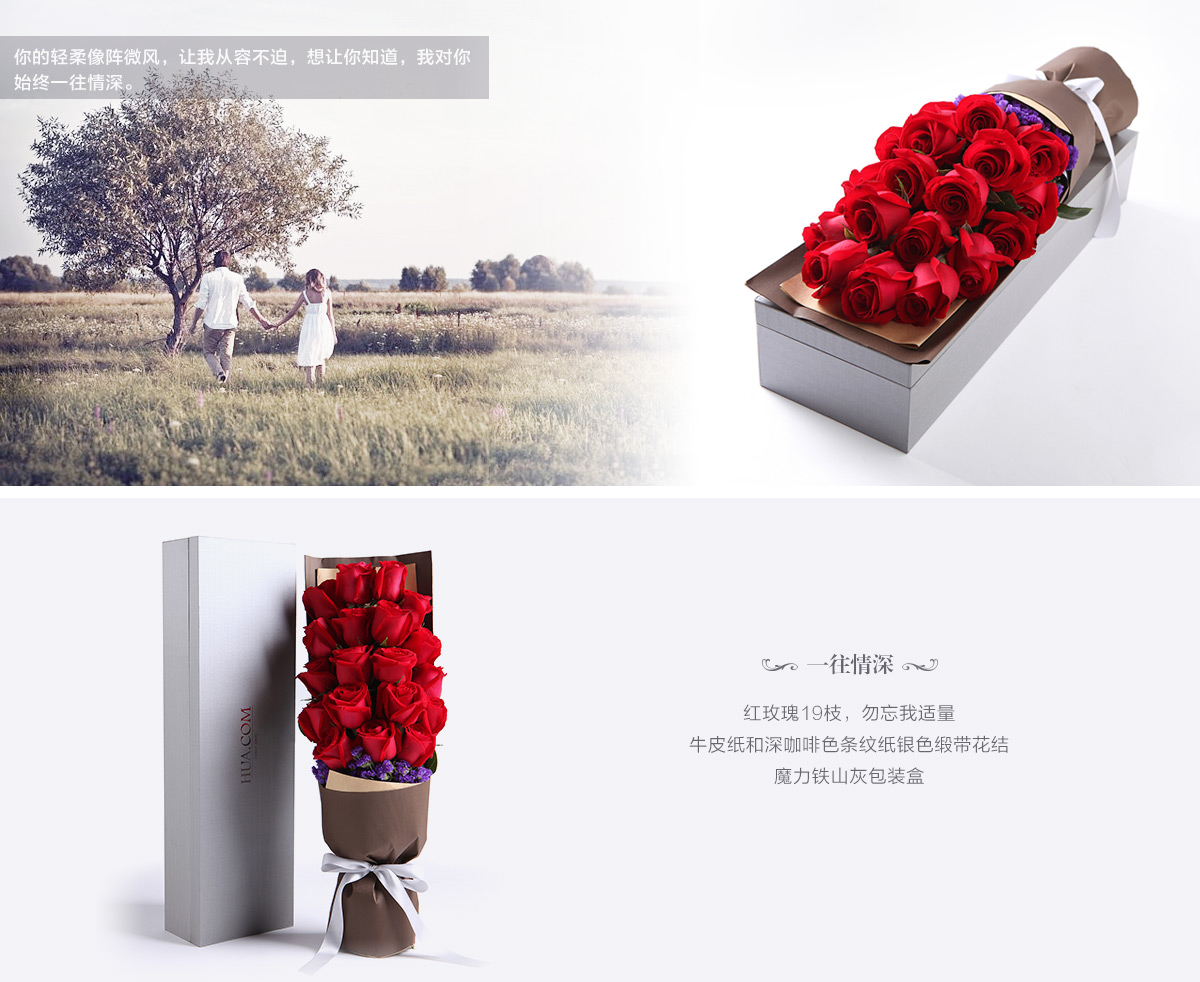 你的轻柔像阵微风，让我从容不迫，想让你知道，我对你
始终一往情深。
HUA.COM
一往情深
红玫瑰19枝，勿忘我适量
牛皮纸和深咖啡色条纹纸银色缎带花结
魔力铁山灰包装盒